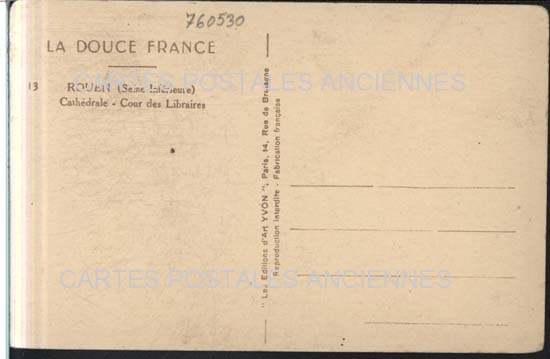 760530
LA DOUCE FRANCE
13 ROUEN (Seine Inférieure)
Cathédrale - Cour des Libraires
CARTES POSTALES ANCIENNES
"Les Editions d'Art YVON", Paris, 14, Rue de Bruxelles
Reproduction interdite - Fabrication française
CARTES POSTALES ANCIENNES